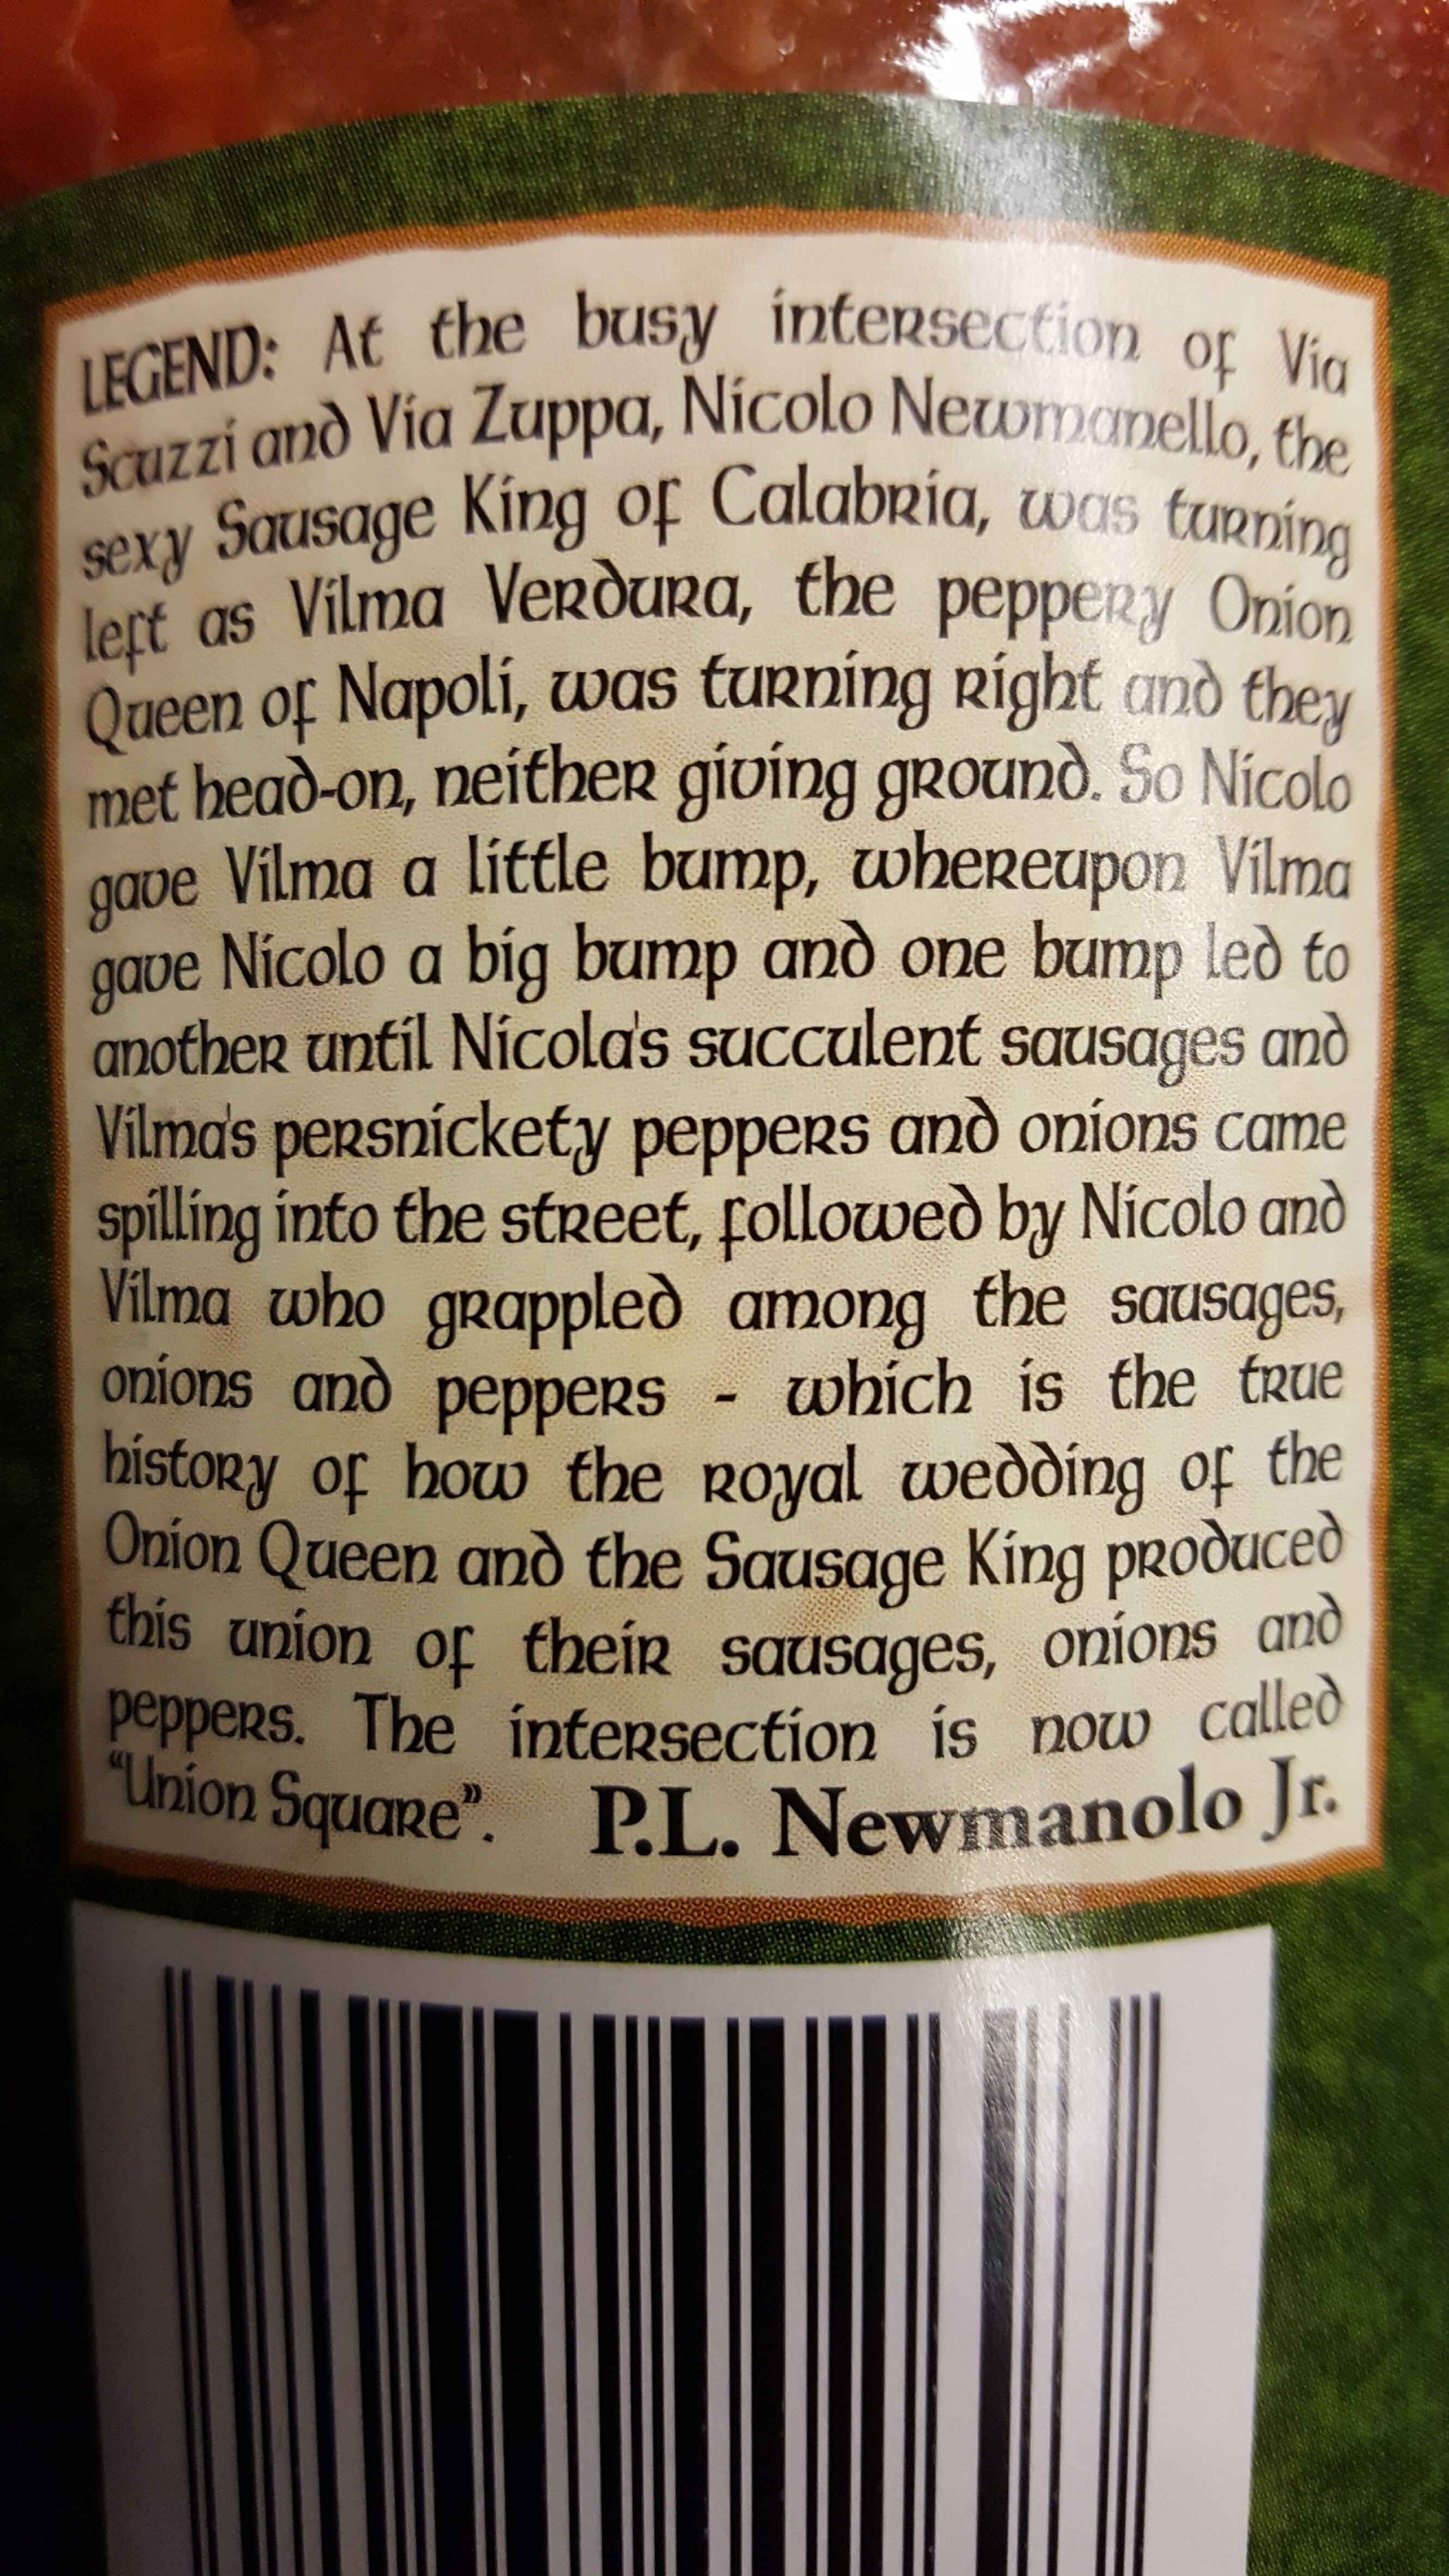 LEGEND: At the busy intersection of Via
Scuzzi and Via Zuppa, Nicolo Newmanello, the
sexy Sausage King of Calabria, was turning
left as Vilma Verdura, the peppery Onion
Queen of Napoli, was turning right and they
met head-on, neither giving ground. So Nicolo
gave Vilma a little bump, whereupon Vilma
gave Nicolo a big bump and one bump led to
another until Nicola's succulent sausages and
Vilma's persnickety peppers and onions came
spilling into the street, followed by Nicolo and
Vilma who grappled among the sausages,
onions and peppers - which is the true
history of how the royal wedding of the
Onion Queen and the Sausage King produced
this union of their sausages, onions and
peppers. The intersection is now called
“Union Square”. P.L. Newmanolo Jr.